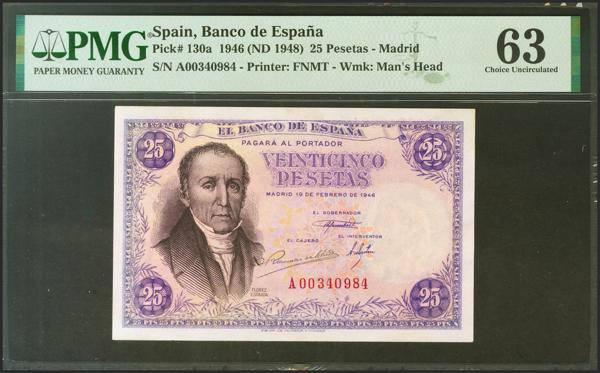 PMG
PAPER MONEY GUARANTY
Spain, Banco de España
Pick# 130a 1946 (ND 1948) 25 Pesetas - Madrid
S/N A00340984 - Printer: FNMT - Wmk: Man's Head
63
Choice Uncirculated
EL BANCO DE ESPAÑA
PAGARÁ AL PORTADOR
25
25
VEINTICINCO
PESETAS
MADRID 19 DE FEBRERO DE 1946
EL GOBERNADOR
EL CAJERO
EL INTERVENTOR
A00340984
FLOREZ
ESTRADA
25
25